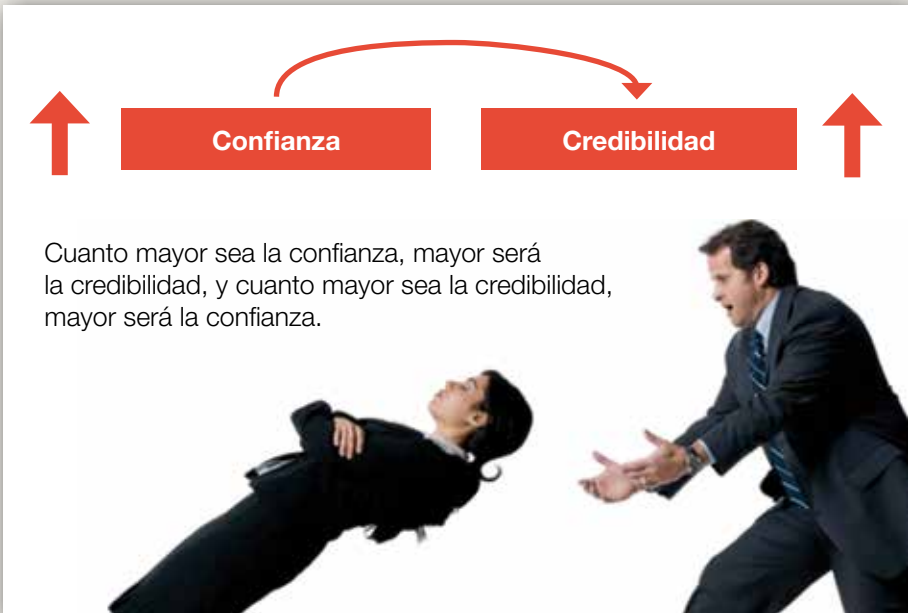 Confianza
Credibilidad
Cuanto mayor sea la confianza, mayor será
la credibilidad, y cuanto mayor sea la credibilidad,
mayor será la confianza.